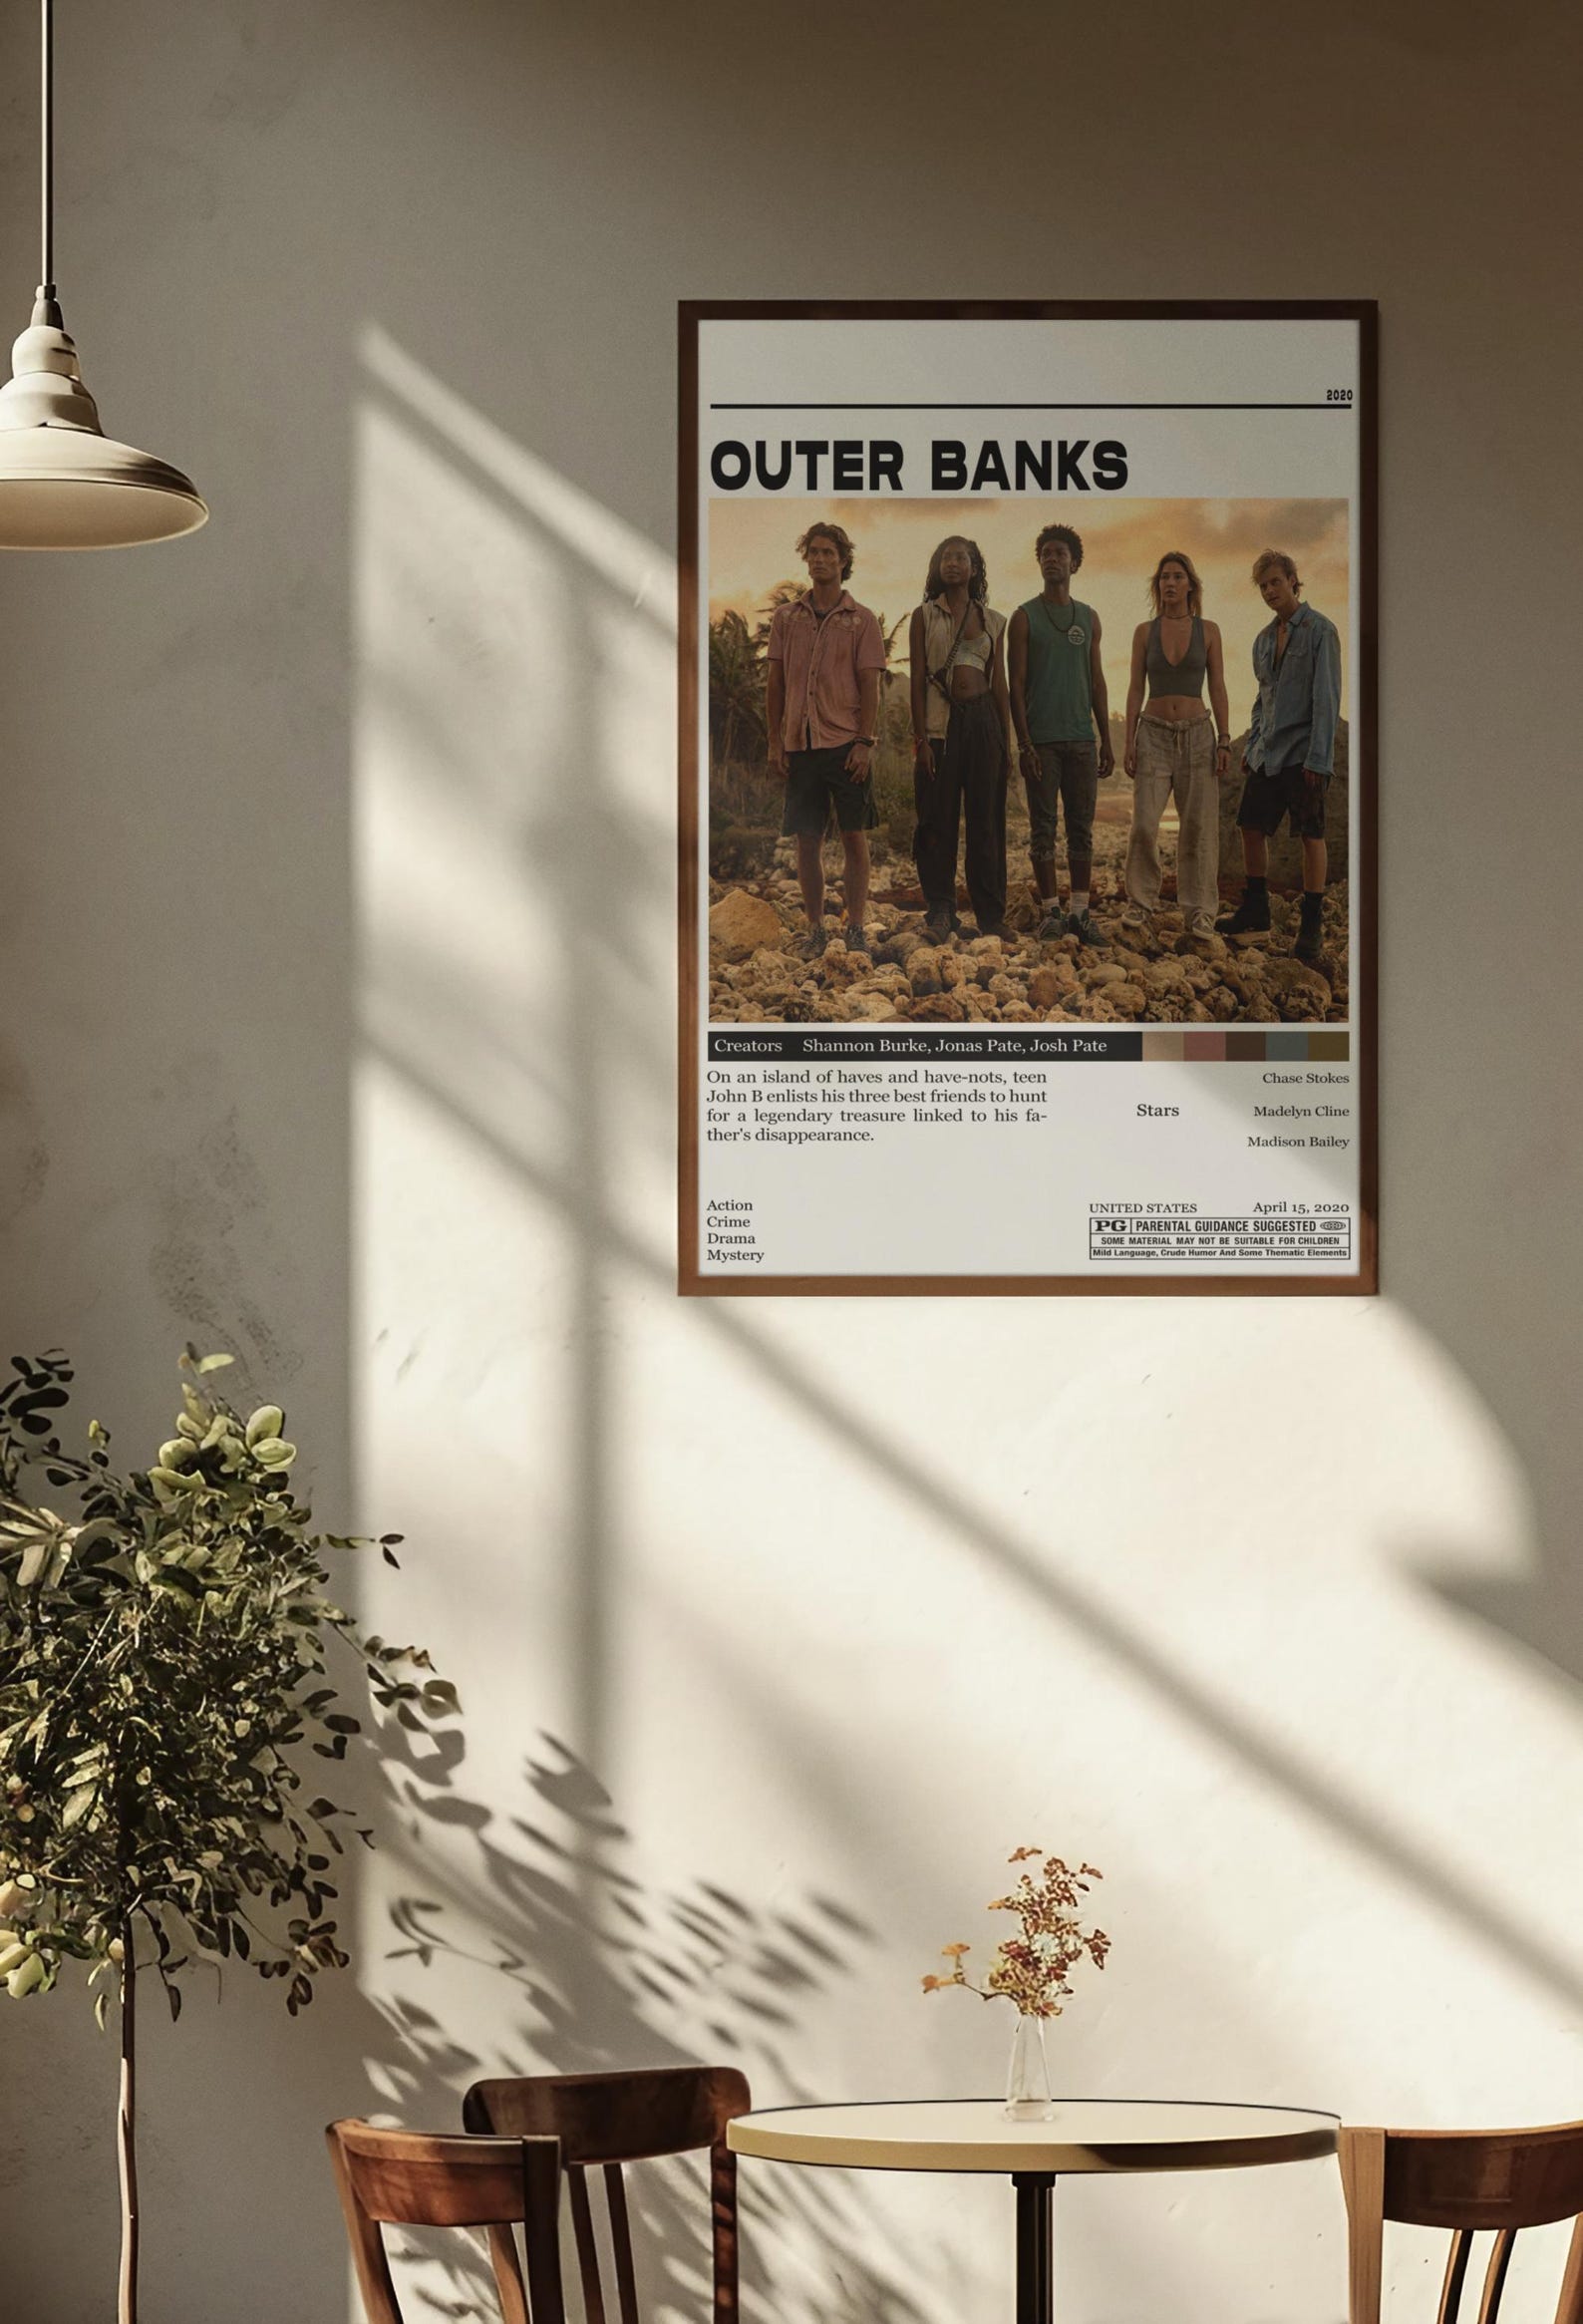 2020
OUTER BANKS
Creators Shannon Burke, Jonas Pate, Josh Pate
On an island of haves and have-nots, teen
John B enlists his three best friends to hunt
for a legendary treasure linked to his fa-
ther's disappearance.
Stars
Chase Stokes
Madelyn Cline
Madison Bailey
Action
Crime
Drama
Mystery
UNITED STATES April 15, 2020
PG PARENTAL GUIDANCE SUGGESTED
SOME MATERIAL MAY NOT BE SUITABLE FOR CHILDREN
Mild Language, Crude Humor And Some Thematic Elements